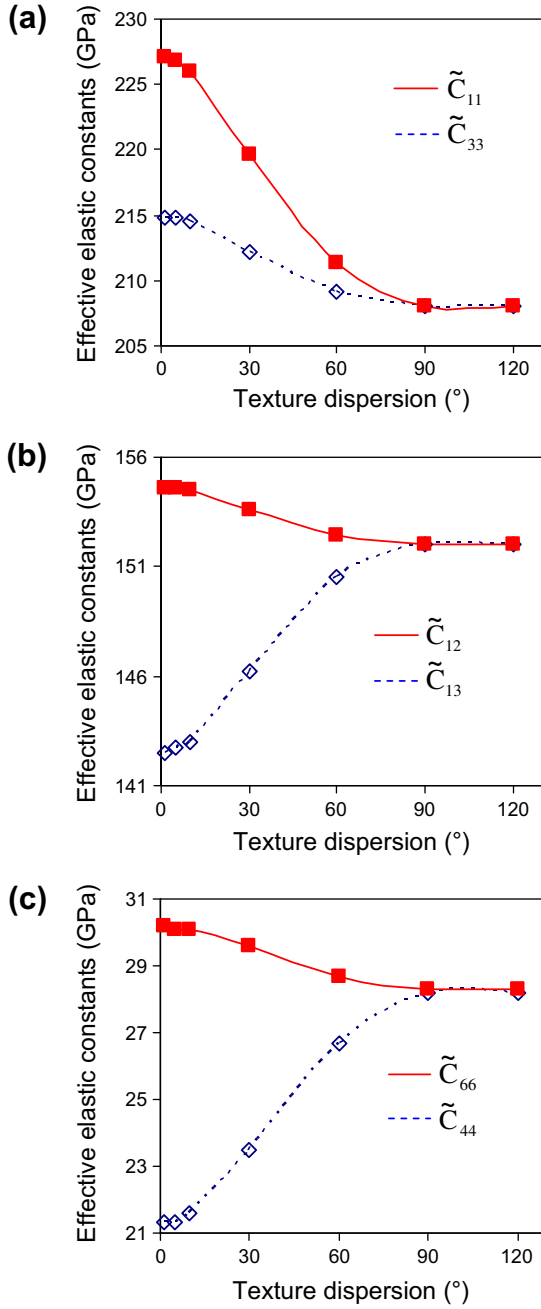 (a)
Effective elastic constants (GPa)
230
225
220
215
210
205
C̃₁₁
C̃₃₃
0 30 60 90 120
Texture dispersion (°)
(b)
Effective elastic constants (GPa)
156
151
146
141
C̃₁₂
C̃₁₃
0 30 60 90 120
Texture dispersion (°)
(c)
Effective elastic constants (GPa)
31
29
27
25
23
21
C̃₆₆
C̃₄₄
0 30 60 90 120
Texture dispersion (°)